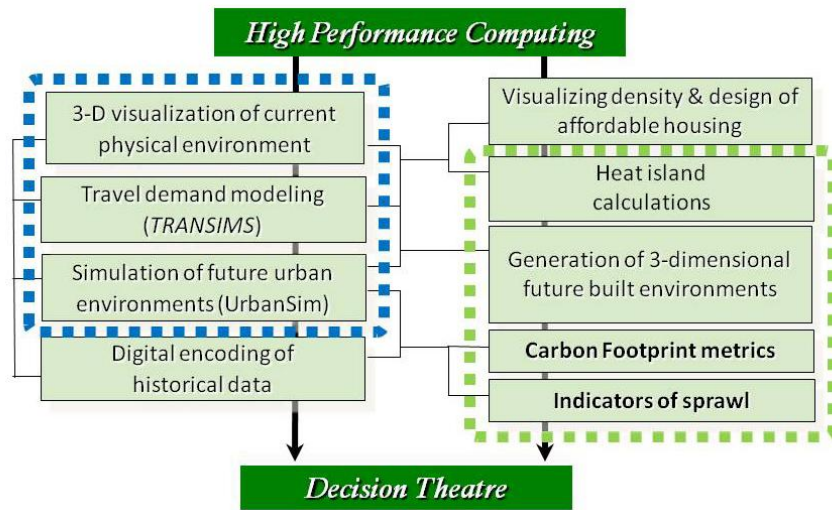 High Performance Computing
3-D visualization of current
physical environment
Travel demand modeling
(TRANSIMS)
Simulation of future urban
environments (UrbanSim)
Digital encoding of
historical data
Visualizing density & design of
affordable housing
Heat island
calculations
Generation of 3-dimensional
future built environments
Carbon Footprint metrics
Indicators of sprawl
Decision Theatre